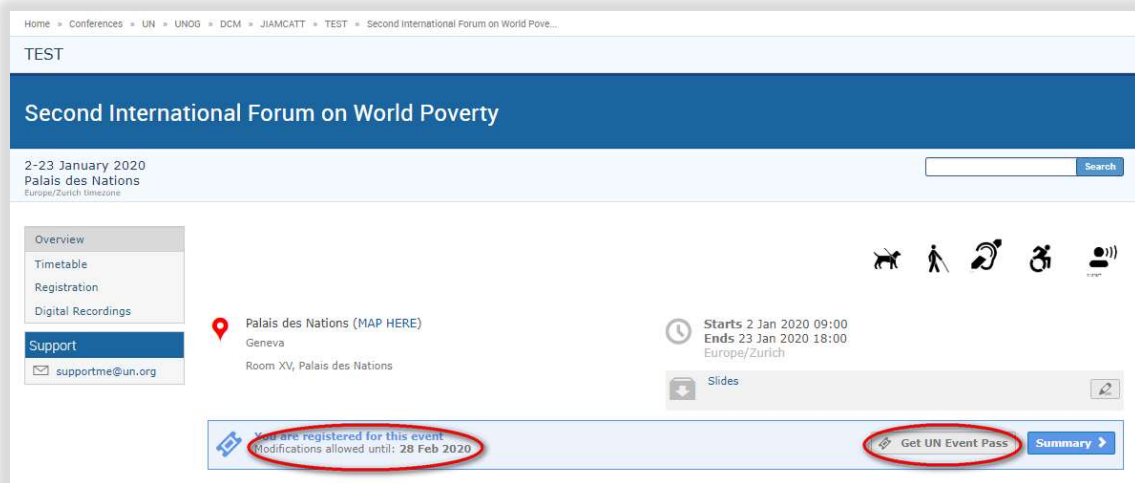 Home » Conferences » UN » UNOG » DCM » JIAMCATT » TEST » Second International Forum on World Pove...
TEST
Second International Forum on World Poverty
2-23 January 2020
Palais des Nations
Europe/Zurich timezone
Search
Overview
Timetable
Registration
Digital Recordings
Support
supportme@un.org
Palais des Nations (MAP HERE)
Geneva
Room XV, Palais des Nations
Starts 2 Jan 2020 09:00
Ends 23 Jan 2020 18:00
Europe/Zurich
Slides
You are registered for this event
Modifications allowed until: 28 Feb 2020
Get UN Event Pass
Summary